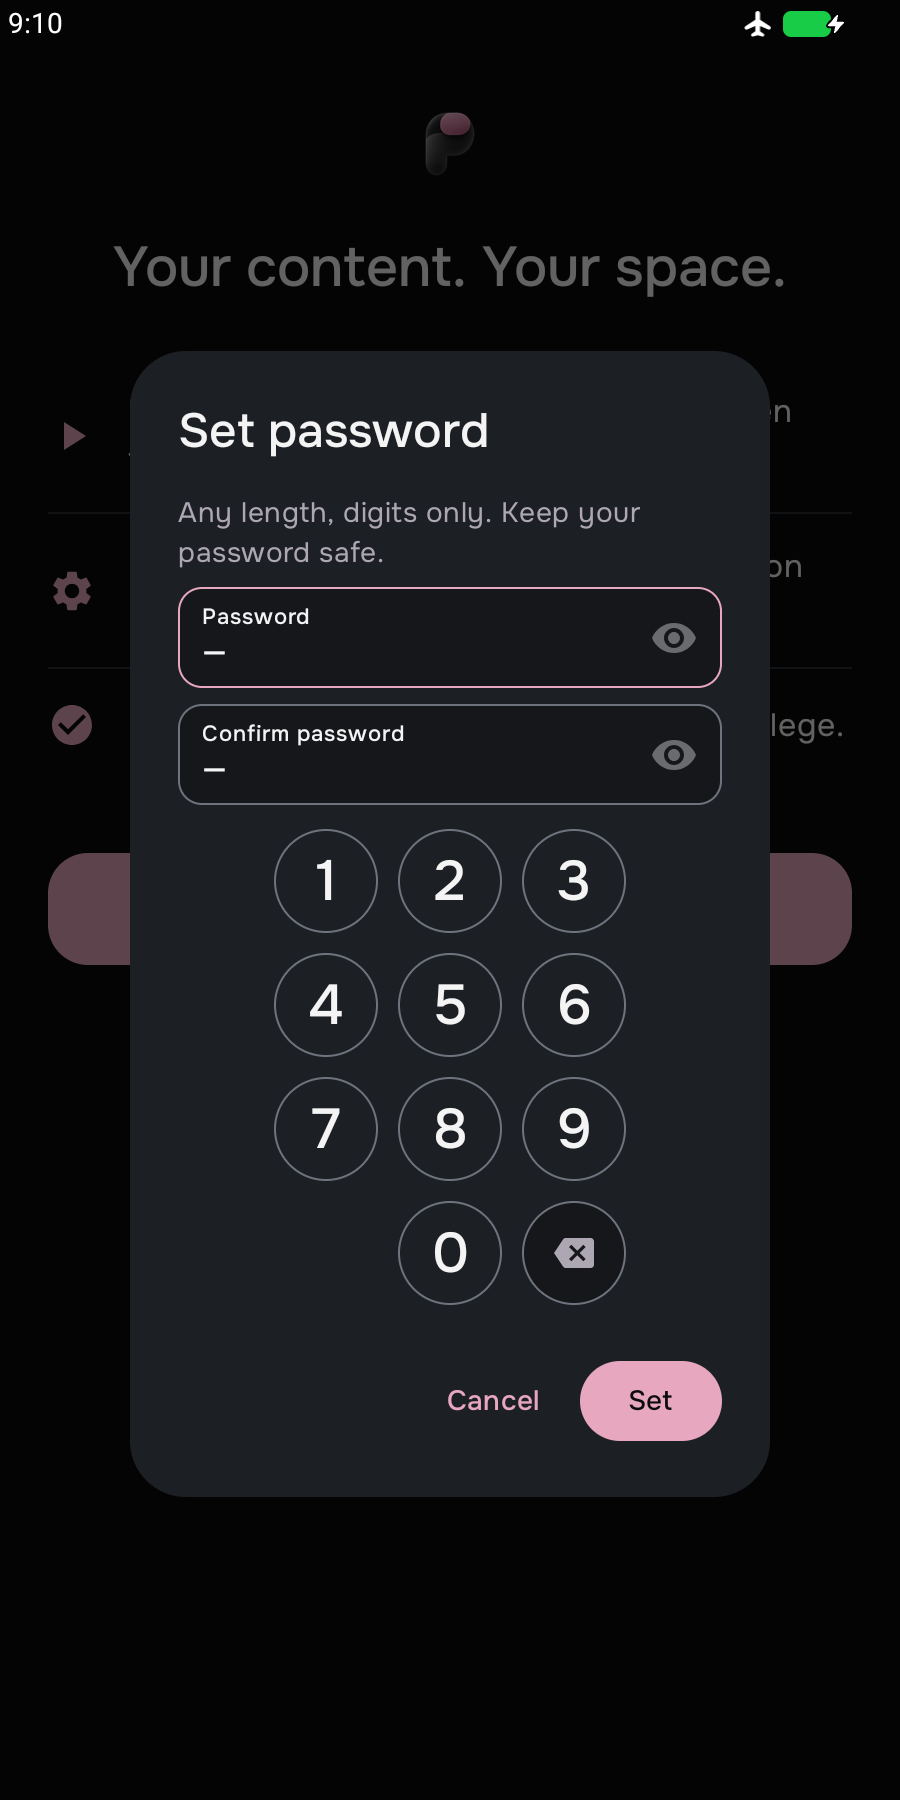 9:10
Your content. Your space.
Set password
Any length, digits only. Keep your
password safe.
Password
—
Confirm password
—
1 2 3
4 5 6
7 8 9
0
Cancel Set